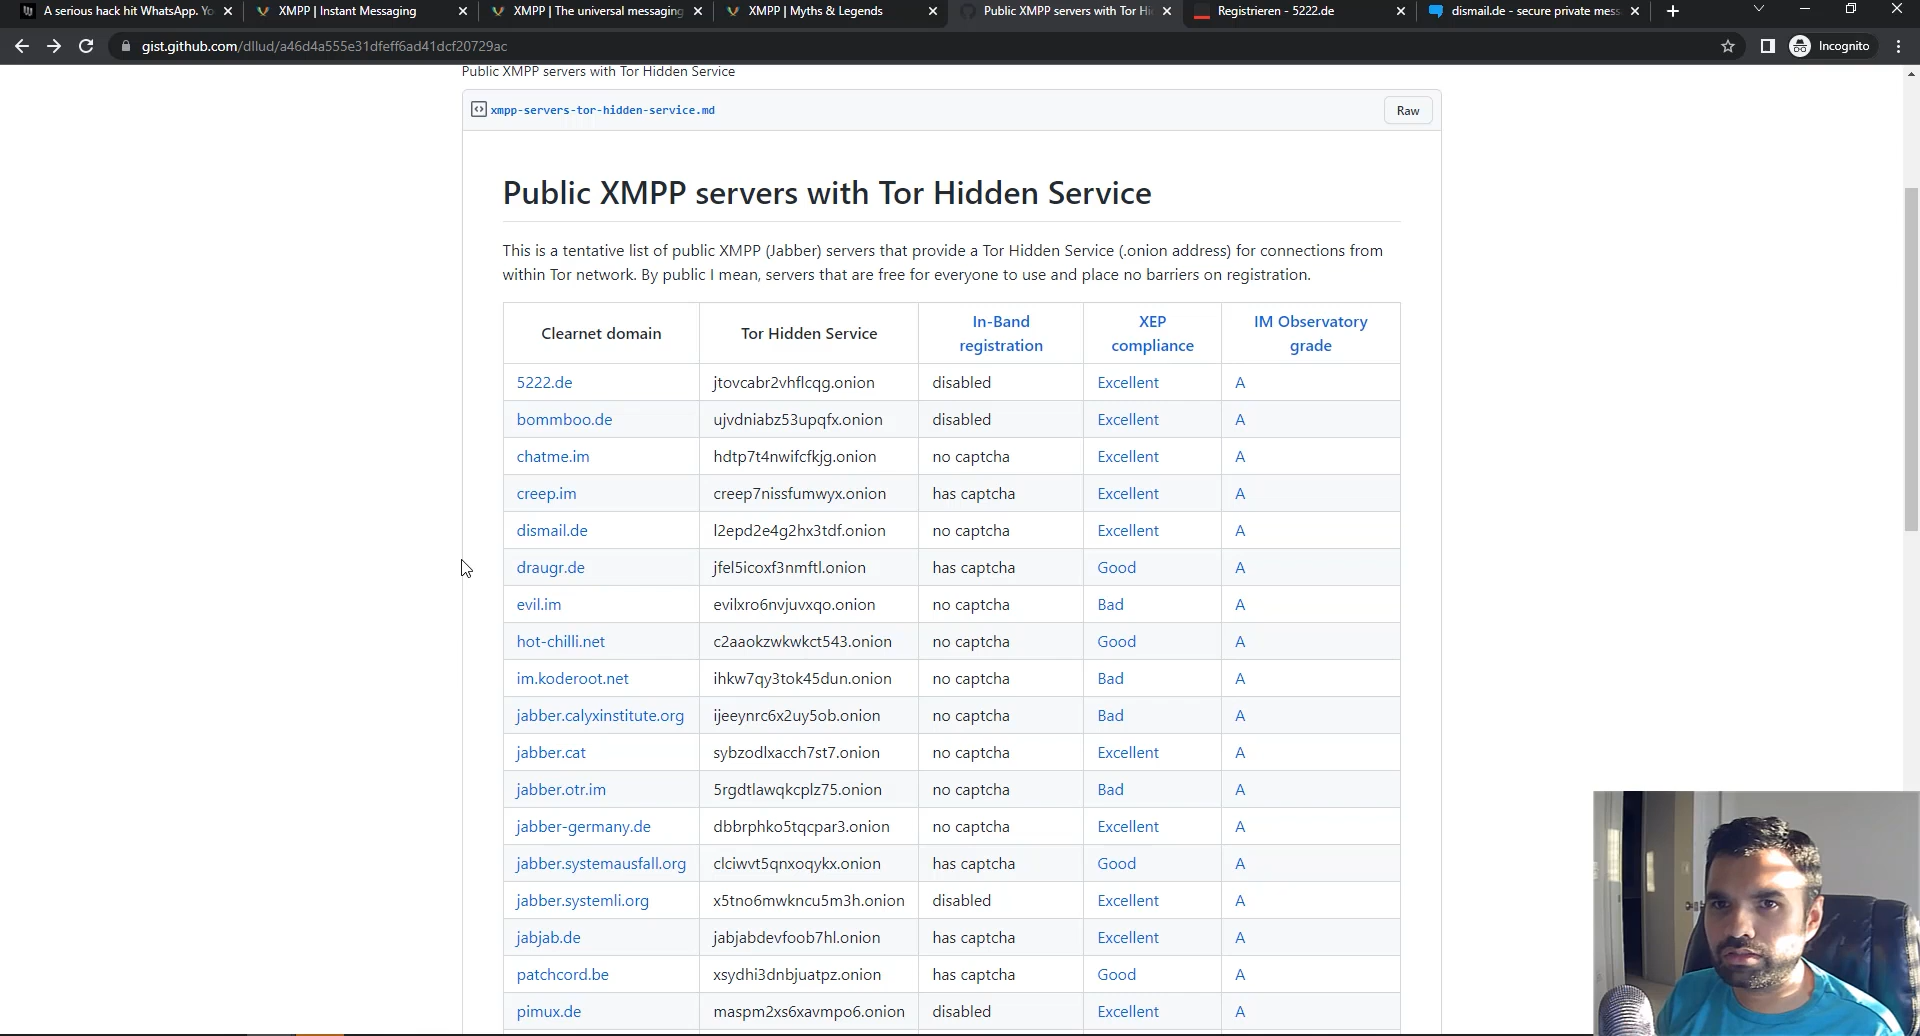 A serious hack hit WhatsApp. Yo
XMPP | Instant Messaging
XMPP | The universal messaging
XMPP | Myths & Legends
Public XMPP servers with Tor Hi
Registrieren - 5222.de
dismail.de - secure private mess
gist.github.com/dllud/a46d4a555e31dfeff6ad41dcf20729ac
Incognito
Public XMPP servers with Tor Hidden Service
xmpp-servers-tor-hidden-service.md
Raw
Public XMPP servers with Tor Hidden Service
This is a tentative list of public XMPP (Jabber) servers that provide a Tor Hidden Service (.onion address) for connections from
within Tor network. By public I mean, servers that are free for everyone to use and place no barriers on registration.
Clearnet domain Tor Hidden Service In-Band registration XEP compliance IM Observatory grade
5222.de jtovcabr2vhflcqg.onion disabled Excellent A
bommboo.de ujvdniabz53upqfx.onion disabled Excellent A
chatme.im hdtp7t4nwifcfkjg.onion no captcha Excellent A
creep.im creep7nissfumwyx.onion has captcha Excellent A
dismail.de l2epd2e4g2hx3tdf.onion no captcha Excellent A
draugr.de jfel5icoxf3nmftl.onion has captcha Good A
evil.im evilxro6nvjuvxqo.onion no captcha Bad A
hot-chilli.net c2aaokzwkwkct543.onion no captcha Good A
im.koderoot.net ihkw7qy3tok45dun.onion no captcha Bad A
jabber.calyxinstitute.org ijeeynrc6x2uy5ob.onion no captcha Bad A
jabber.cat sybzodlxacch7st7.onion no captcha Excellent A
jabber.otr.im 5rgdtlawqkcplz75.onion no captcha Bad A
jabber-germany.de dbbrphko5tqcpar3.onion no captcha Excellent A
jabber.systemausfall.org clciwvt5qnxoqykx.onion has captcha Good A
jabber.systemli.org x5tno6mwkncu5m3h.onion disabled Excellent A
jabjab.de jabjabdevfoob7hl.onion has captcha Excellent A
patchcord.be xsydhi3dnbjuatpz.onion has captcha Good A
pimux.de maspm2xs6xavmpo6.onion disabled Excellent A